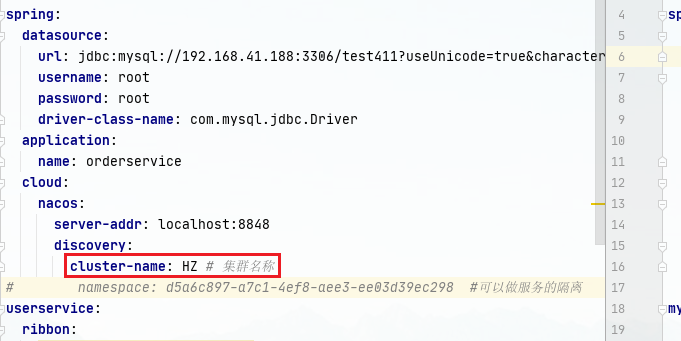 spring:
datasource:
url: jdbc:mysql://192.168.41.188:3306/test411?useUnicode=true&character
username: root
password: root
driver-class-name: com.mysql.jdbc.Driver
application:
name: orderservice
cloud:
nacos:
server-addr: localhost:8848
discovery:
cluster-name: HZ # 集群名称
# namespace: d5a6c897-a7c1-4ef8-aee3-ee03d39ec298 #可以做服务的隔离
userservice:
ribbon:
4 sp
5
6
7
8
9
10
11
12
13
14
15
16
17
18 my
19